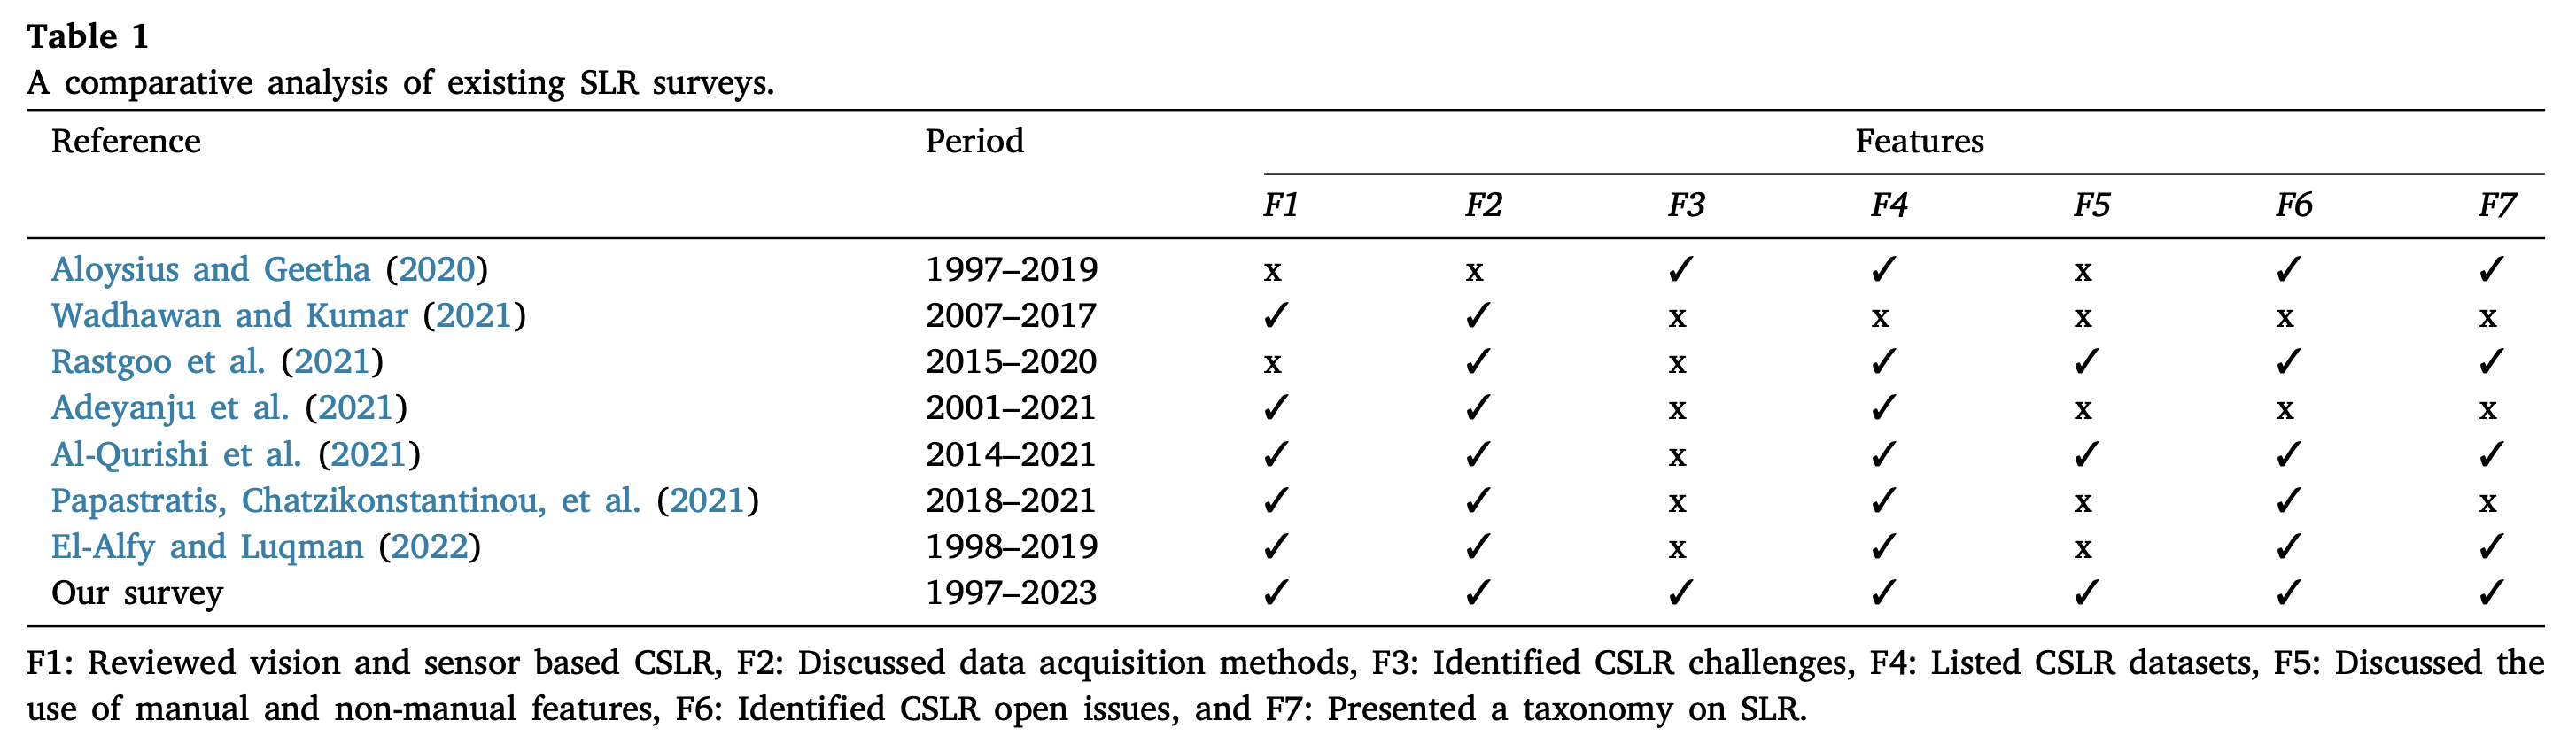 Table 1
A comparative analysis of existing SLR surveys.
Reference Period Features
F1 F2 F3 F4 F5 F6 F7
Aloysius and Geetha (2020) 1997–2019 x x ✓ ✓ x ✓ ✓
Wadhawan and Kumar (2021) 2007–2017 ✓ ✓ x x x x x
Rastgoo et al. (2021) 2015–2020 x ✓ x ✓ ✓ ✓ ✓
Adeyanju et al. (2021) 2001–2021 ✓ ✓ x ✓ x x x
Al-Qurishi et al. (2021) 2014–2021 ✓ ✓ x ✓ ✓ ✓ ✓
Papastratis, Chatzikonstantinou, et al. (2021) 2018–2021 ✓ ✓ x ✓ x ✓ x
El-Alfy and Luqman (2022) 1998–2019 ✓ ✓ x ✓ x ✓ ✓
Our survey 1997–2023 ✓ ✓ ✓ ✓ ✓ ✓ ✓
F1: Reviewed vision and sensor based CSLR, F2: Discussed data acquisition methods, F3: Identified CSLR challenges, F4: Listed CSLR datasets, F5: Discussed the
use of manual and non-manual features, F6: Identified CSLR open issues, and F7: Presented a taxonomy on SLR.